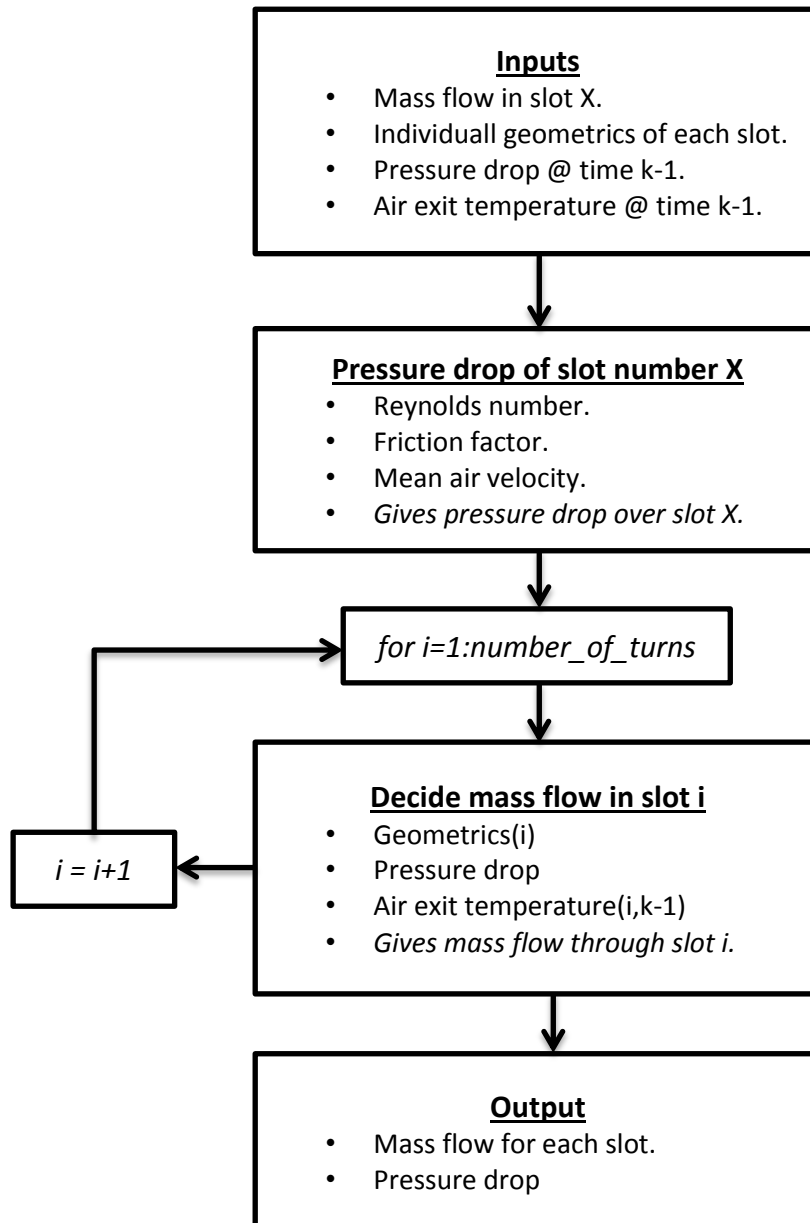 Inputs
• Mass flow in slot X.
• Individuall geometrics of each slot.
• Pressure drop @ time k-1.
• Air exit temperature @ time k-1.
Pressure drop of slot number X
• Reynolds number.
• Friction factor.
• Mean air velocity.
• Gives pressure drop over slot X.
for i=1:number_of_turns
Decide mass flow in slot i
• Geometrics(i)
• Pressure drop
• Air exit temperature(i,k-1)
• Gives mass flow through slot i.
i = i+1
Output
• Mass flow for each slot.
• Pressure drop